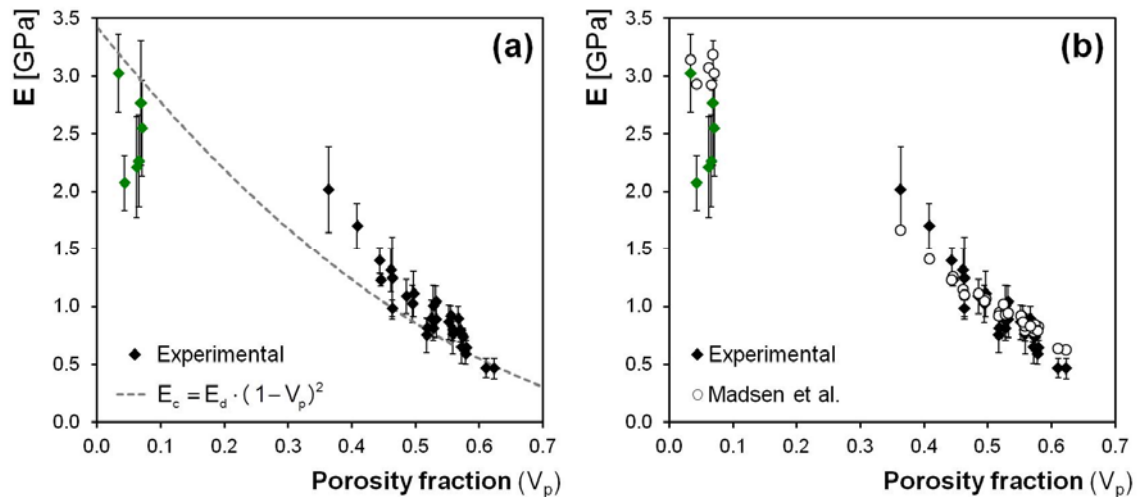 (a)
E [GPa]
3.5
3.0
2.5
2.0
1.5
1.0
0.5
0.0
Experimental
E_c = E_d · (1 – V_p)^2
0.0 0.1 0.2 0.3 0.4 0.5 0.6 0.7
Porosity fraction (V_p)
(b)
E [GPa]
3.5
3.0
2.5
2.0
1.5
1.0
0.5
0.0
Experimental
Madsen et al.
0.0 0.1 0.2 0.3 0.4 0.5 0.6 0.7
Porosity fraction (V_p)